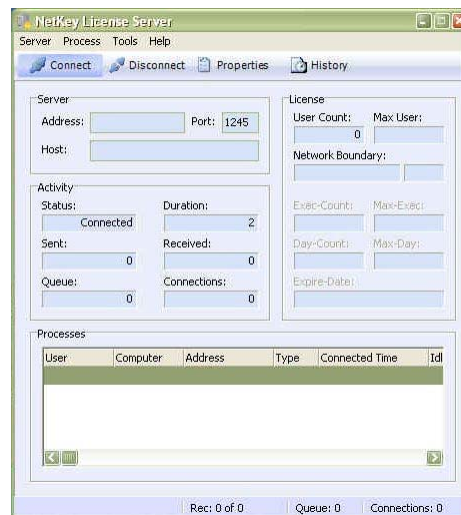 NetKey License Server
Server Process Tools Help
Connect Disconnect Properties History
Server
Address: Port: 1245
Host:
License
User Count: Max User:
0
Network Boundary:
Exec-Count: Max-Exec:
Day-Count: Max-Day:
Expire-Date:
Activity
Status: Duration:
Connected 2
Sent: Received:
0 0
Queue: Connections:
0 0
Processes
User Computer Address Type Connected Time Idl
Rec: 0 of 0 Queue: 0 Connections: 0